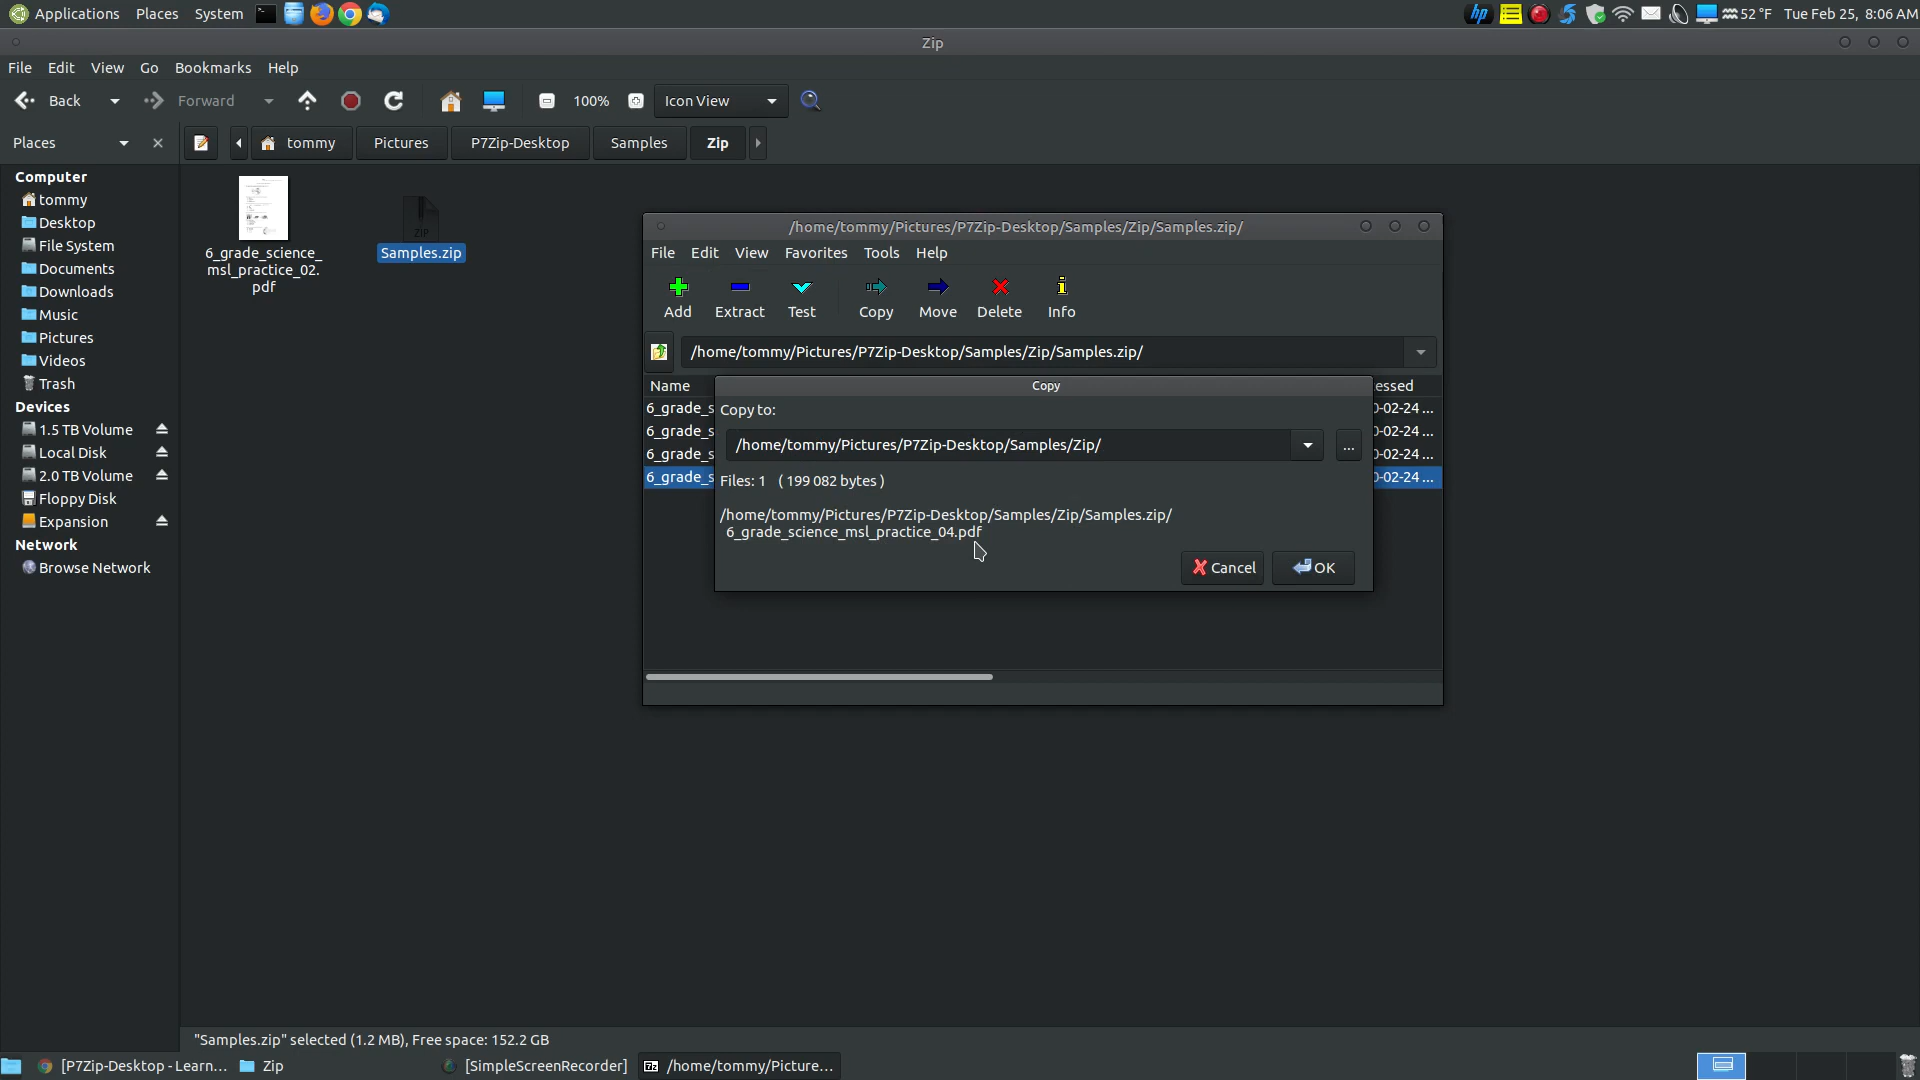 Applications Places System
hp
52 °F Tue Feb 25, 8:06 AM
Zip
File Edit View Go Bookmarks Help
Back Forward 100% Icon View
Places tommy Pictures P7Zip-Desktop Samples Zip
Computer
tommy
Desktop
File System
Documents
Downloads
Music
Pictures
Videos
Trash
Devices
1.5 TB Volume
Local Disk
2.0 TB Volume
Floppy Disk
Expansion
Network
Browse Network
6_grade_science_
msl_practice_02.
pdf
ZIP
Samples.zip
/home/tommy/Pictures/P7Zip-Desktop/Samples/Zip/Samples.zip/
File Edit View Favorites Tools Help
Add Extract Test Copy Move Delete Info
/home/tommy/Pictures/P7Zip-Desktop/Samples/Zip/Samples.zip/
Name essed
6_grade_s 0-02-24 ...
6_grade_s 0-02-24 ...
6_grade_s 0-02-24 ...
6_grade_s 0-02-24 ...
Copy
Copy to:
/home/tommy/Pictures/P7Zip-Desktop/Samples/Zip/ ...
Files: 1 ( 199 082 bytes )
/home/tommy/Pictures/P7Zip-Desktop/Samples/Zip/Samples.zip/
6_grade_science_msl_practice_04.pdf
Cancel OK
"Samples.zip" selected (1.2 MB), Free space: 152.2 GB
[P7Zip-Desktop - Learn... Zip [SimpleScreenRecorder] 7z /home/tommy/Picture...